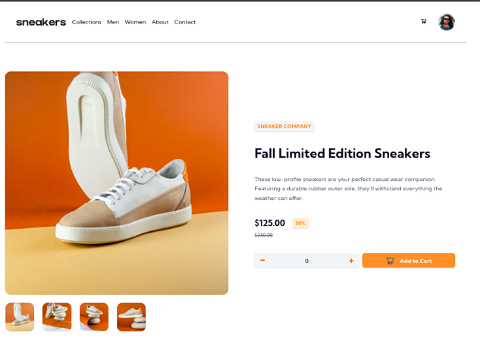 sneakers Collections Men Women About Contact
SNEAKER COMPANY
Fall Limited Edition Sneakers
These low-profile sneakers are your perfect casual wear companion.
Featuring a durable rubber outer sole, they'll withstand everything the
weather can offer.
$125.00 50%
$250.00
- 0 + Add to Cart